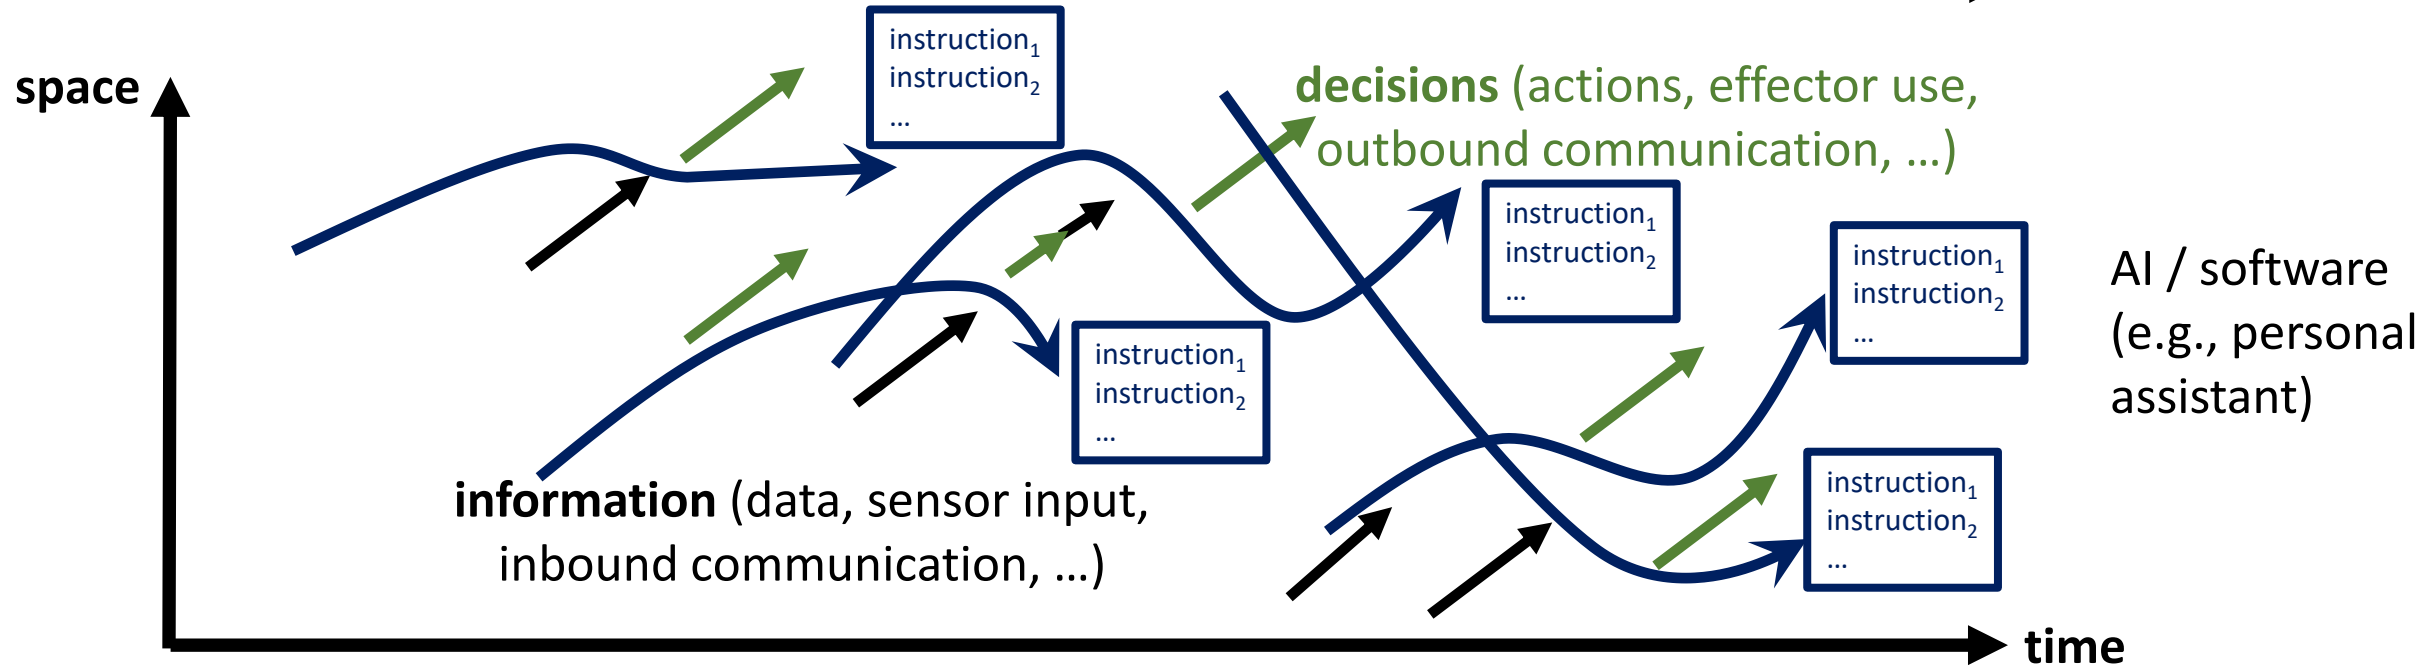 space
instruction₁
instruction₂
...
decisions (actions, effector use,
outbound communication, ...)
instruction₁
instruction₂
...
instruction₁
instruction₂
...
AI / software
(e.g., personal
assistant)
instruction₁
instruction₂
...
information (data, sensor input,
inbound communication, ...)
instruction₁
instruction₂
...
time